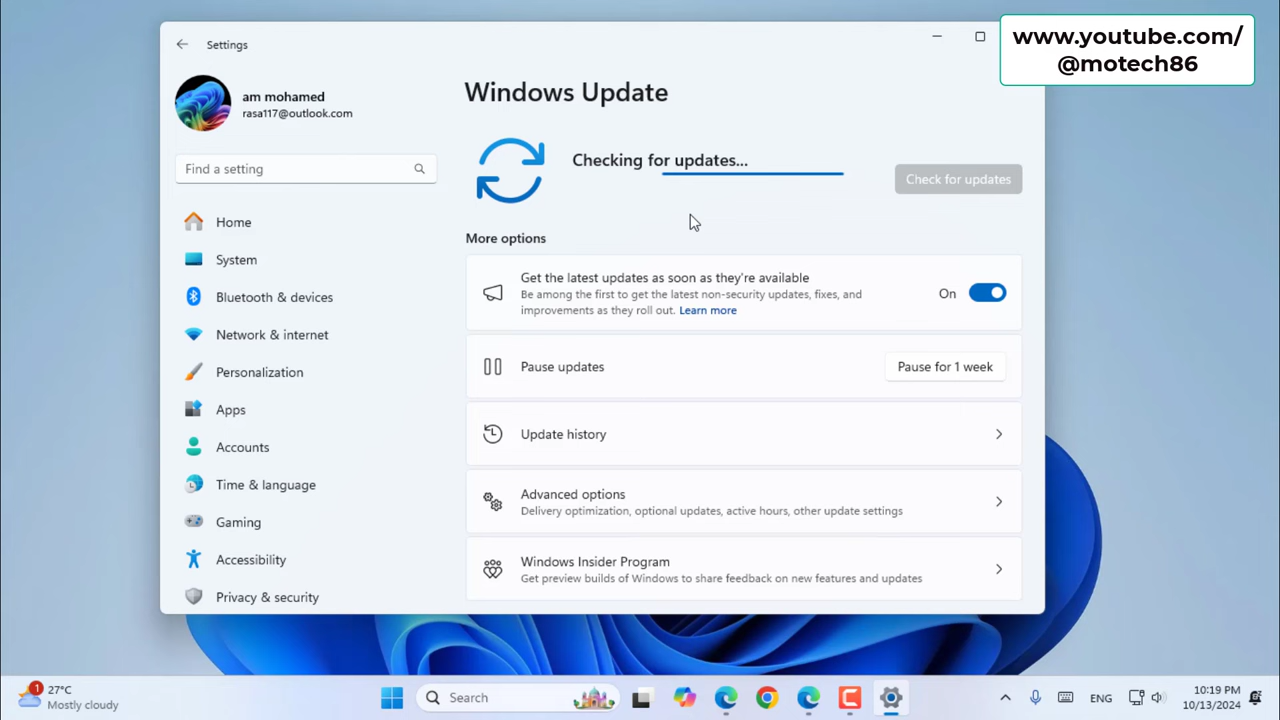 www.youtube.com/
@motech86
Settings
am mohamed
rasa117@outlook.com
Find a setting
Home
System
Bluetooth & devices
Network & internet
Personalization
Apps
Accounts
Time & language
Gaming
Accessibility
Privacy & security
Windows Update
Checking for updates...
Check for updates
More options
Get the latest updates as soon as they're available
Be among the first to get the latest non-security updates, fixes, and
improvements as they roll out. Learn more
On
Pause updates
Pause for 1 week
Update history
Advanced options
Delivery optimization, optional updates, active hours, other update settings
Windows Insider Program
Get preview builds of Windows to share feedback on new features and updates
1
27°C
Mostly cloudy
Search
ENG
10:19 PM
10/13/2024